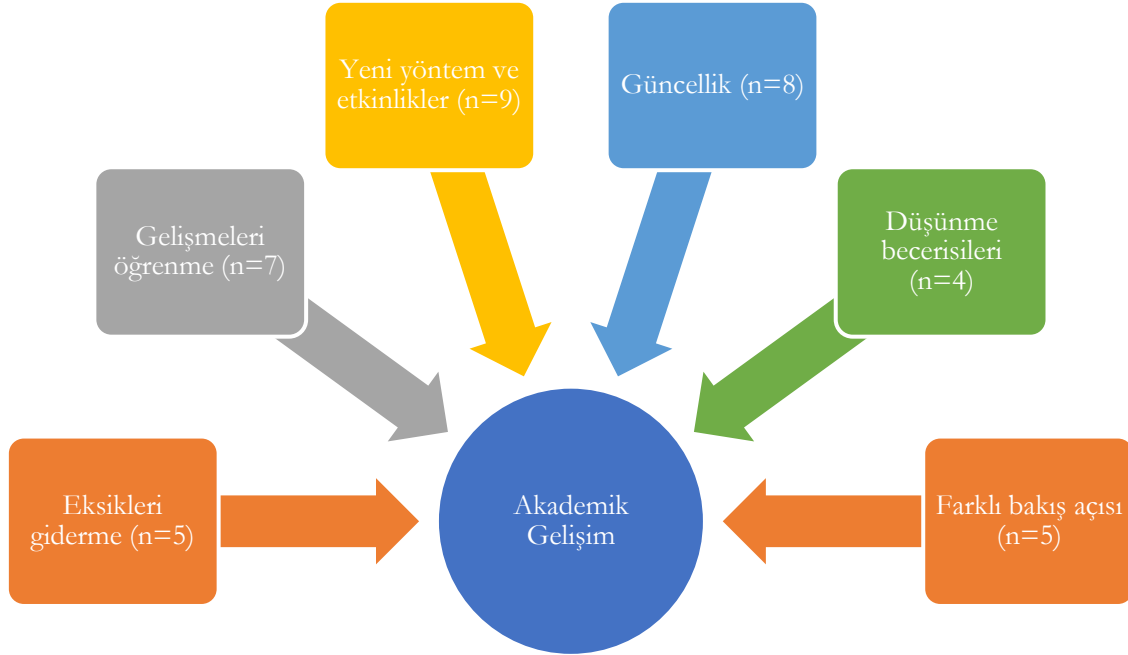 Yeni yöntem ve
etkinlikler (n=9)
Güncellik (n=8)
Gelişmeleri
öğrenme (n=7)
Düşünme
becerisileri
(n=4)
Eksikleri
giderme (n=5)
Akademik
Gelişim
Farklı bakış açısı
(n=5)